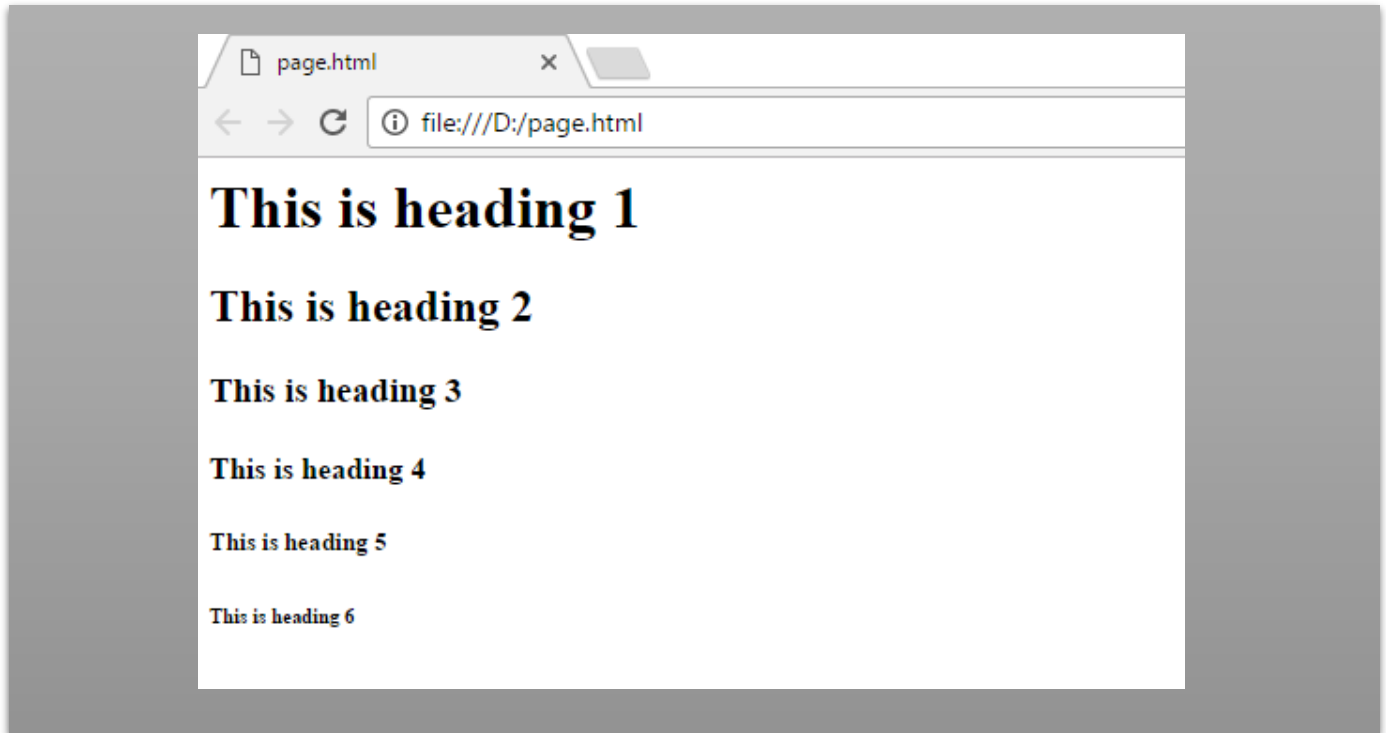 page.html
file:///D:/page.html
This is heading 1
This is heading 2
This is heading 3
This is heading 4
This is heading 5
This is heading 6